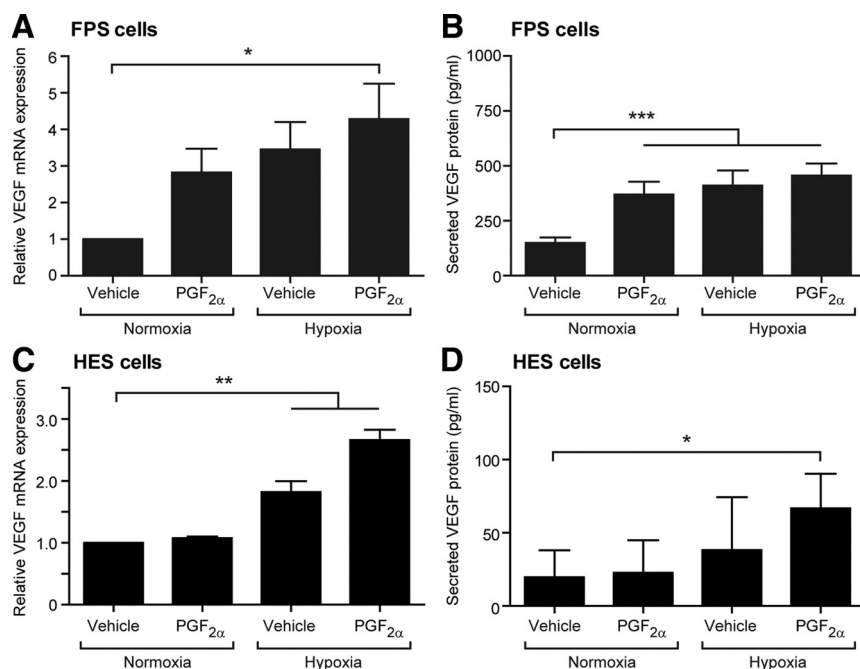 A FPS cells
Relative VEGF mRNA expression
6
5
4
3
2
1
0
*
Vehicle PGF2α Vehicle PGF2α
Normoxia Hypoxia
B FPS cells
Secreted VEGF protein (pg/ml)
1000
750
500
250
0
***
Vehicle PGF2α Vehicle PGF2α
Normoxia Hypoxia
C HES cells
Relative VEGF mRNA expression
3.0
2.0
1.0
0
**
Vehicle PGF2α Vehicle PGF2α
Normoxia Hypoxia
D HES cells
Secreted VEGF protein (pg/ml)
150
100
50
0
*
Vehicle PGF2α Vehicle PGF2α
Normoxia Hypoxia